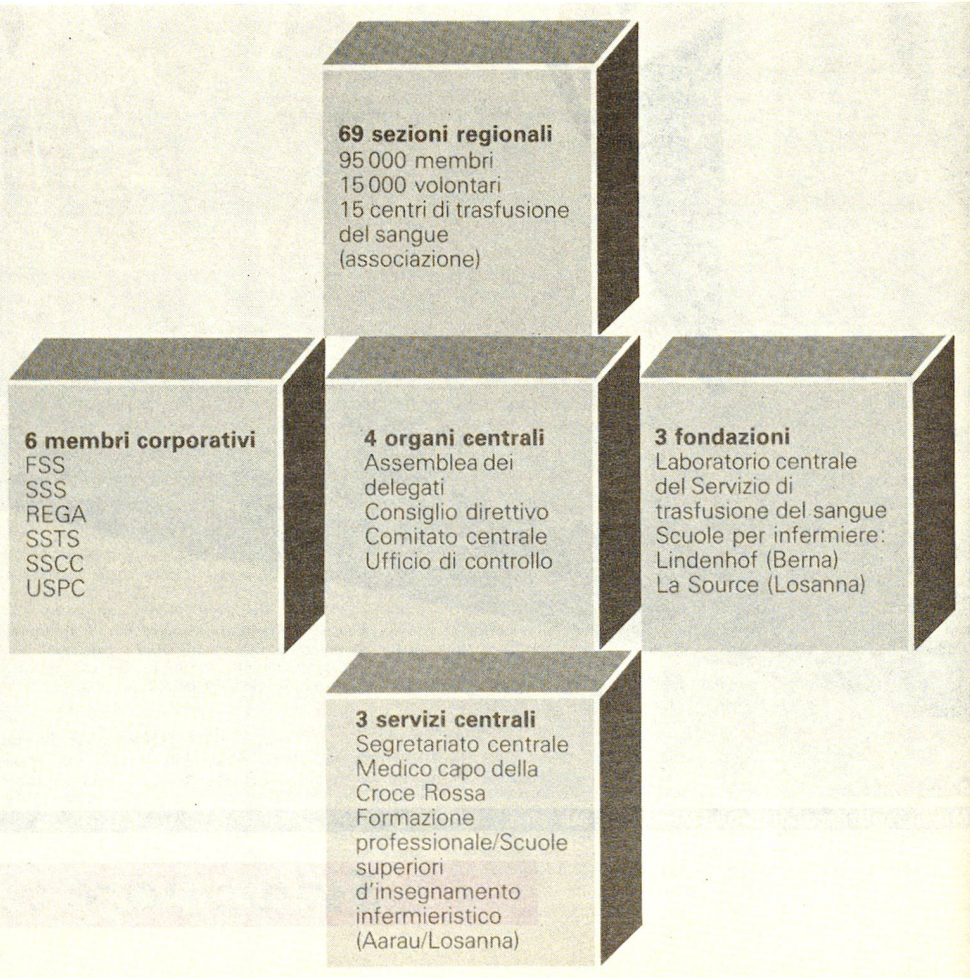 69 sezioni regionali
95 000 membri
15 000 volontari
15 centri di trasfusione
del sangue
(associazione)
6 membri corporativi
FSS
SSS
REGA
SSTS
SSCC
USPC
4 organi centrali
Assemblea dei
delegati
Consiglio direttivo
Comitato centrale
Ufficio di controllo
3 fondazioni
Laboratorio centrale
del Servizio di
trasfusione del sangue
Scuole per infermiere:
Lindenhof (Berna)
La Source (Losanna)
3 servizi centrali
Segretariato centrale
Medico capo della
Croce Rossa
Formazione
professionale/Scuole
superiori
d'insegnamento
infermieristico
(Aarau/Losanna)